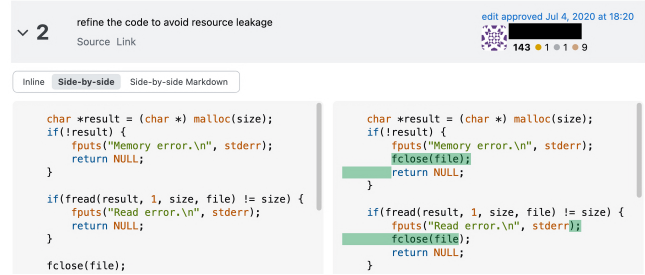 2
refine the code to avoid resource leakage
Source Link
edit approved Jul 4, 2020 at 18:20
143 1 1 9
Inline Side-by-side Side-by-side Markdown
char *result = (char *) malloc(size);
if(!result) {
fputs("Memory error.\n", stderr);
return NULL;
}
if(fread(result, 1, size, file) != size) {
fputs("Read error.\n", stderr);
return NULL;
}
fclose(file);
char *result = (char *) malloc(size);
if(!result) {
fputs("Memory error.\n", stderr);
fclose(file);
return NULL;
}
if(fread(result, 1, size, file) != size) {
fputs("Read error.\n", stderr);
fclose(file);
return NULL;
}